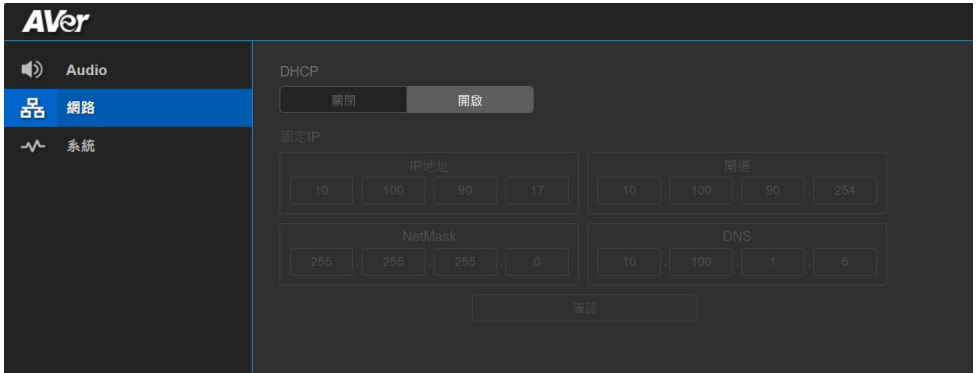 AVer
Audio
網路
系統
DHCP
關閉 開啟
固定IP
IP地址
10 . 100 . 90 . 17
閘道
10 . 100 . 90 . 254
NetMask
255 . 255 . 255 . 0
DNS
10 . 100 . 1 . 6
確認